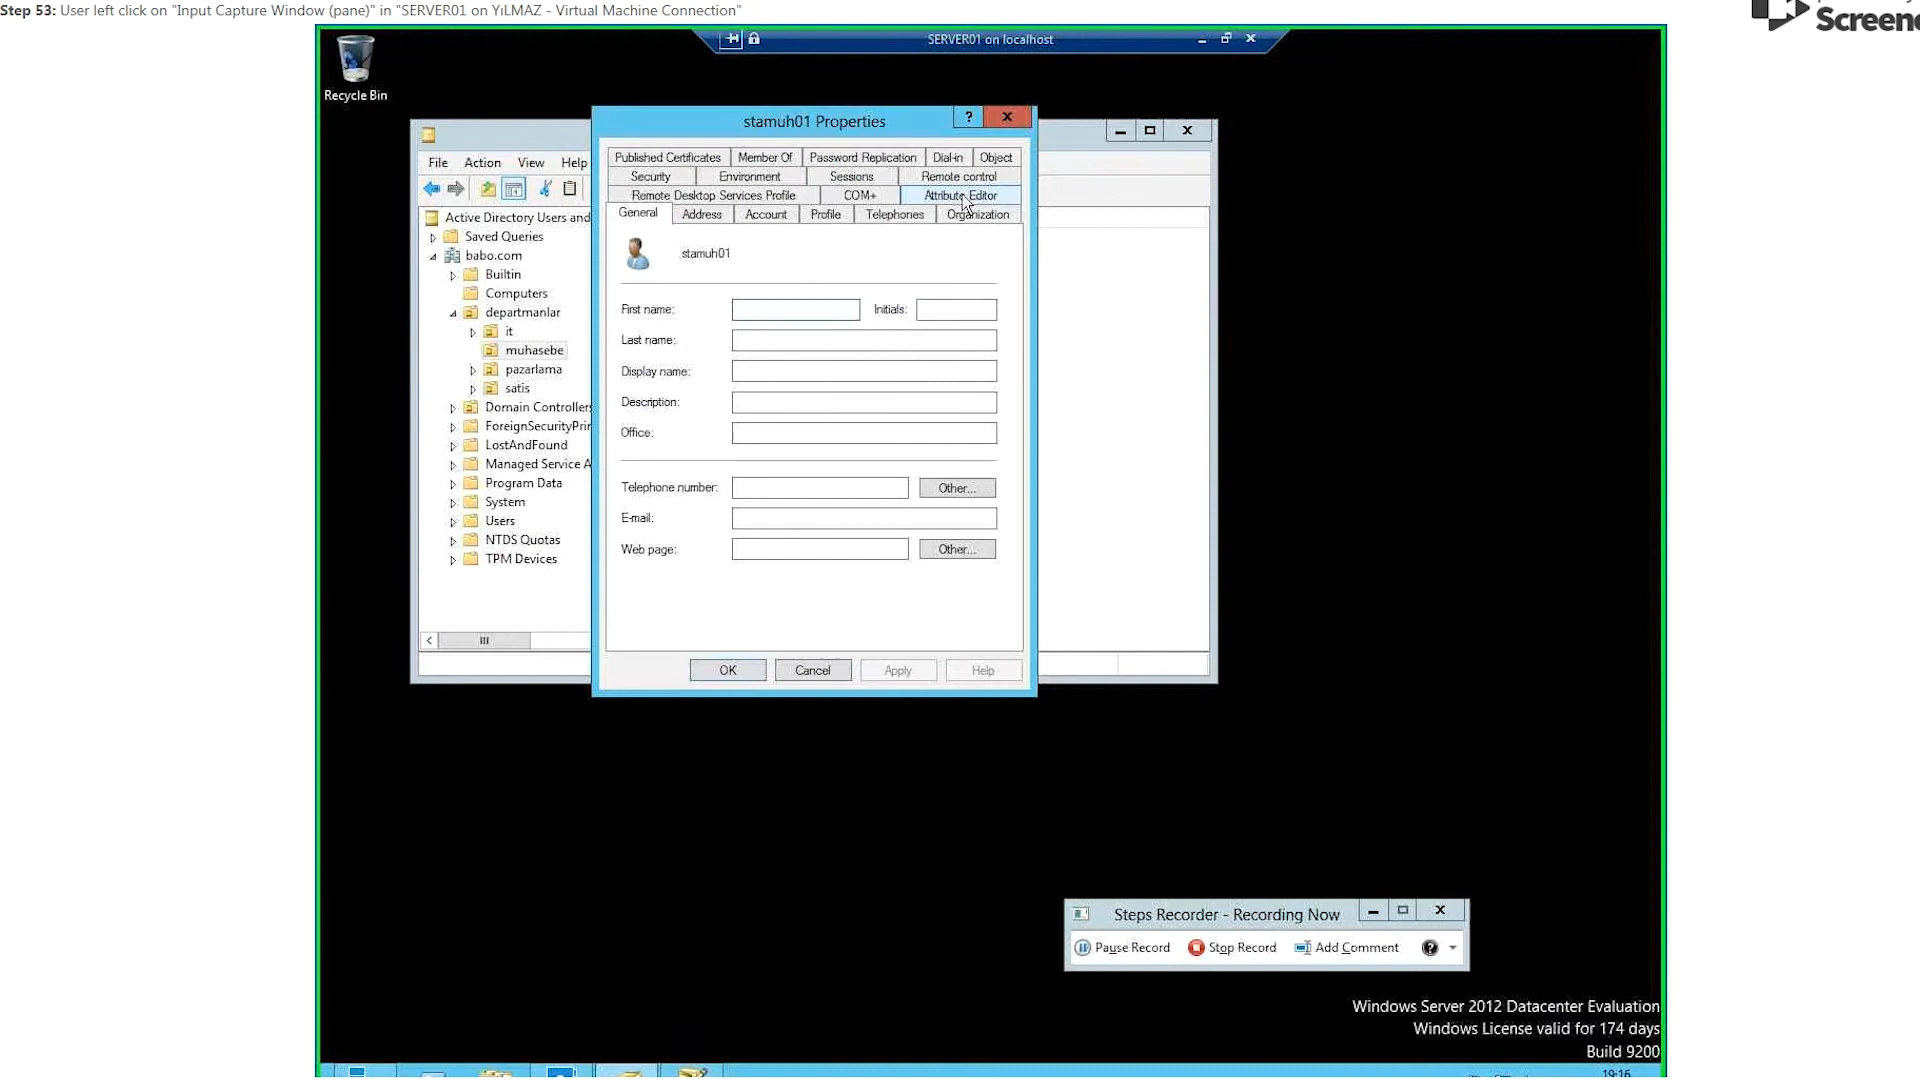 Step 53: User left click on "Input Capture Window (pane)" in "SERVER01 on YıLMAZ - Virtual Machine Connection"
SERVER01 on localhost
Recycle Bin
stamuh01 Properties
?
File Action View Help
Published Certificates Member Of Password Replication Dial-in Object
Security Environment Sessions Remote control
Remote Desktop Services Profile COM+ Attribute Editor
General Address Account Profile Telephones Organization
Active Directory Users and
Saved Queries
babo.com
Builtin
Computers
departmanlar
it
muhasebe
pazarlama
satis
Domain Controllers
ForeignSecurityPrin
LostAndFound
Managed Service A
Program Data
System
Users
NTDS Quotas
TPM Devices
stamuh01
First name: Initials:
Last name:
Display name:
Description:
Office:
Telephone number: Other...
E-mail:
Web page: Other...
OK Cancel Apply Help
Steps Recorder - Recording Now
Pause Record Stop Record Add Comment
Windows Server 2012 Datacenter Evaluation
Windows License valid for 174 days
Build 9200
19:16